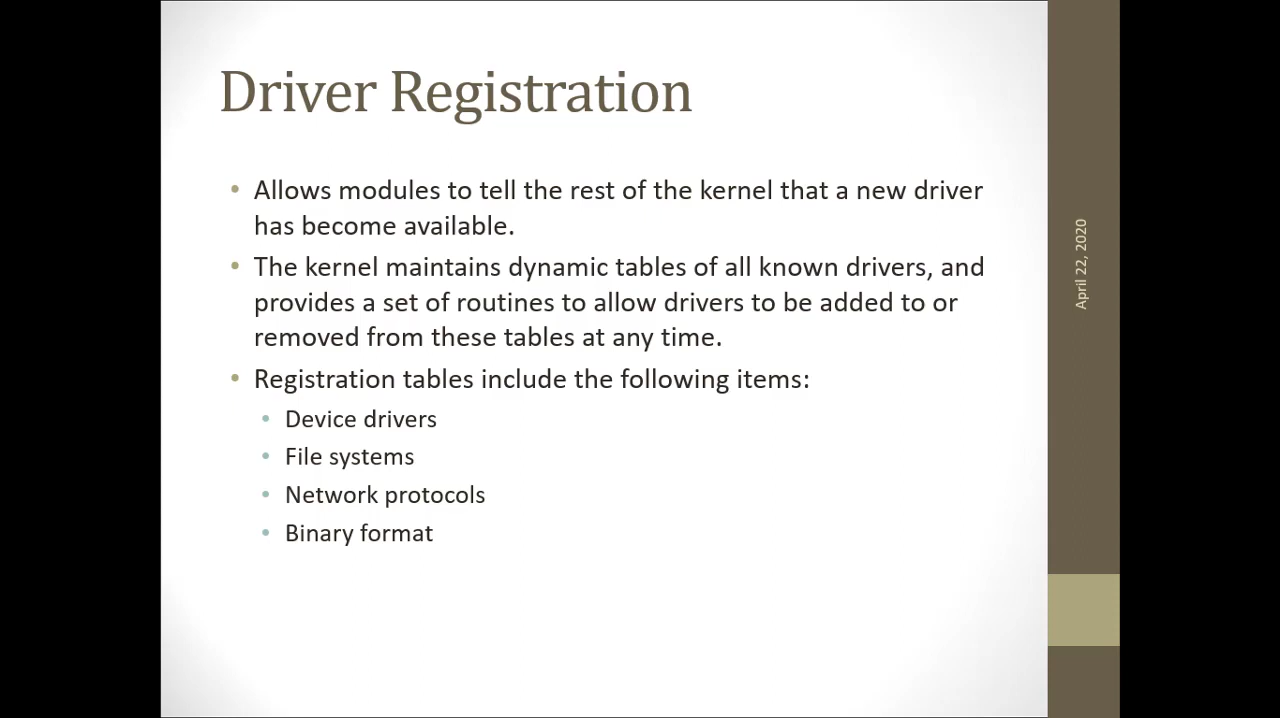 Driver Registration
• Allows modules to tell the rest of the kernel that a new driver
has become available.
• The kernel maintains dynamic tables of all known drivers, and
provides a set of routines to allow drivers to be added to or
removed from these tables at any time.
• Registration tables include the following items:
• Device drivers
• File systems
• Network protocols
• Binary format
April 22, 2020